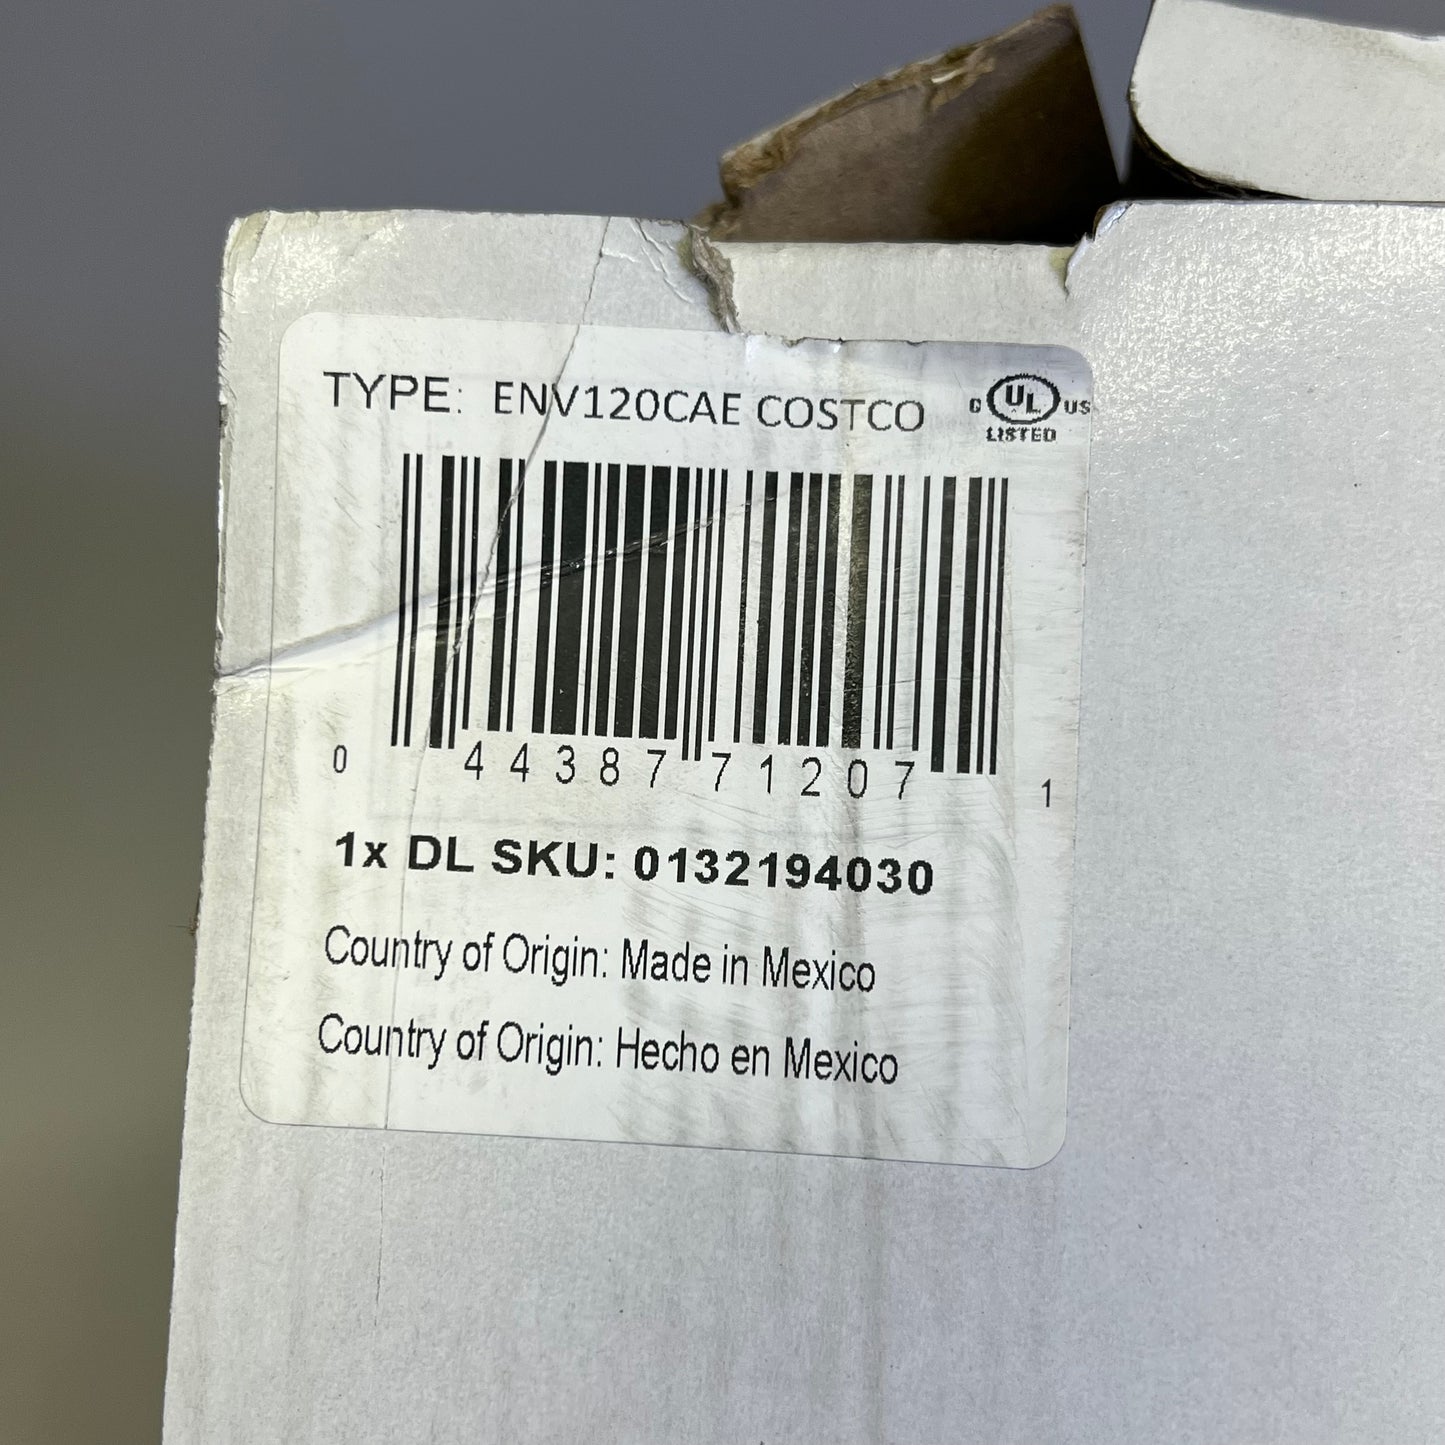 TYPE: ENV120CAE COSTCO
C UL US
LISTED
0 44387 71207 1
1x DL SKU: 0132194030
Country of Origin: Made in Mexico
Country of Origin: Hecho en Mexico